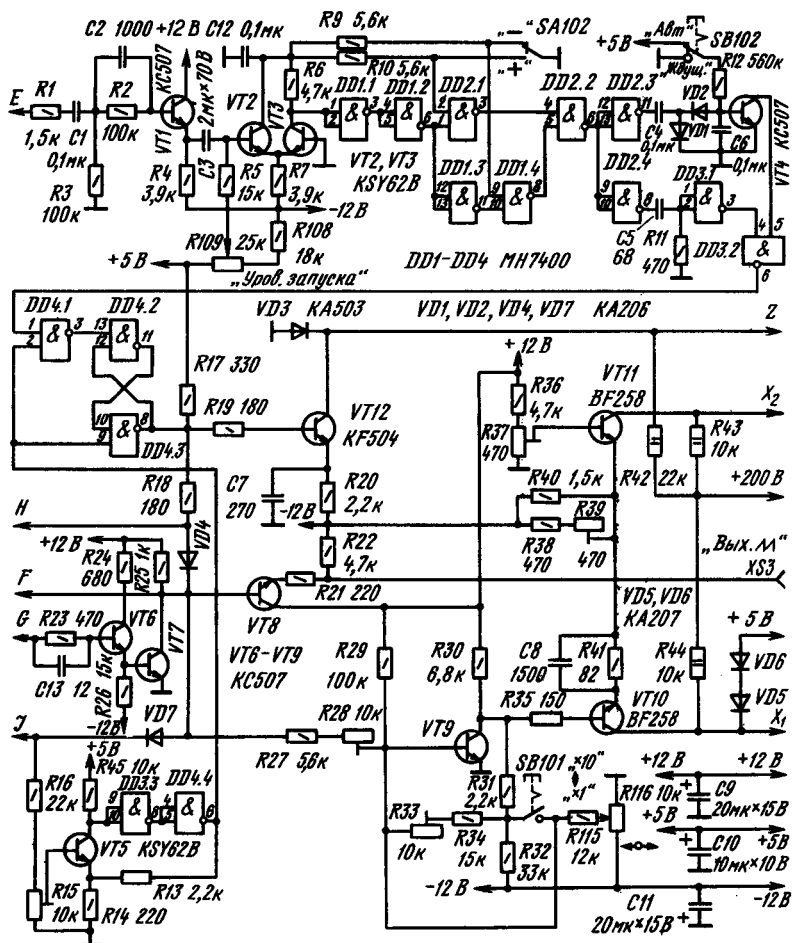 C2 1000 +12 В C12 0,1мк
R9 5,6к
„—" SA102
„+"
„Авт"
SB102
+5 В
„Ждущ."
R12 560к
E
R1
1,5к
C1
0,1мк
R2
100к
KC507
VT1
2мк×70 В
C3
VT2
VT3
R6
4,7к
R10 5,6к
DD1.1
DD1.2
DD2.1
DD2.2
DD2.3
VD2
C4
0,1мк
VD1
C6
0,1мк
KC507
VT4
R3
100к
R4
3,9к
R5
15к
R7
3,9к
VT2, VT3
KSY62B
DD1.3
DD1.4
DD2.4
DD3.1
–12 В
R108
18к
R109
25к
+5 В
„Уров. запуска"
DD1–DD4 MH7400
C5
68
R11
470
DD3.2
&
DD4.1
DD4.2
DD4.3
VD3 KA503
VD1, VD2, VD4, VD7 KA206
Z
R17 330
R19 180
VT12
KF504
+12 В
R36
4,7к
R37
470
VT11
BF258
X2
R43
10к
R42 22к
+200 В
R18
180
C7
270
R20
2,2к
–12 В
R40 1,5к
R39
R38
470
470
H
VD4
+12 В
R24
680
R25 1к
R22
4,7к
„Вых.М"
XS3
F
R21 220
VT8
VT6–VT9
KC507
VD5, VD6
KA207
G
R23 470
VT6
VT7
C13 12
15к
R26
–12В
R29
100к
R30
6,8к
C8
1500
R41
82
R44
10к
+5 В
VD6
VD5
R35 150
VT10
BF258
X1
J
VD7
R27 5,6к
R28 10к
VT9
+5В
R16
22к
R45 10к
DD3.3
DD4.4
VT5
KSY62B
R31
2,2к
SB101
„×10"
„×1"
R116 10к
+12 В
+12 В
C9
20мк×15В
+5В
+5В
C10
10мк×10В
R33
10к
R34
15к
R32
33к
R115
12к
–12 В
–12В
C11
20мк×15В
R15
10к
R13 2,2к
R14 220